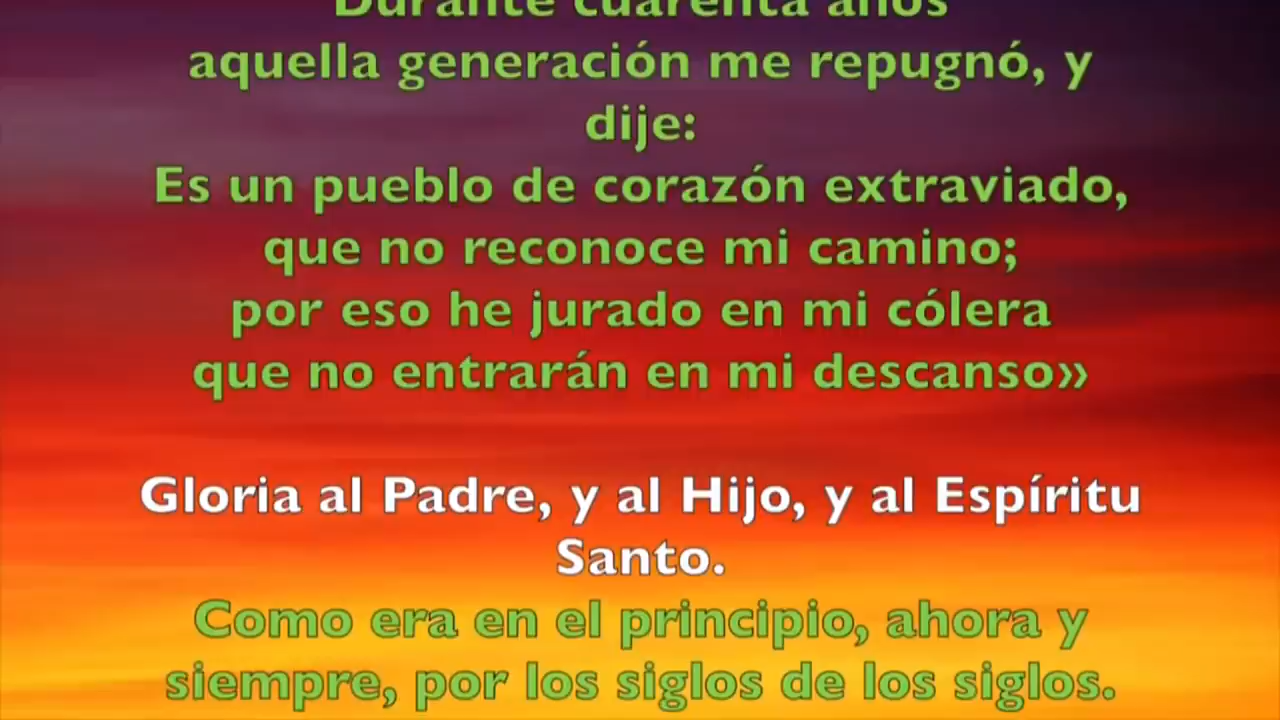 Durante cuarenta años
aquella generación me repugnó, y
dije:
Es un pueblo de corazón extraviado,
que no reconoce mi camino;
por eso he jurado en mi cólera
que no entrarán en mi descanso»
Gloria al Padre, y al Hijo, y al Espíritu
Santo.
Como era en el principio, ahora y
siempre, por los siglos de los siglos.